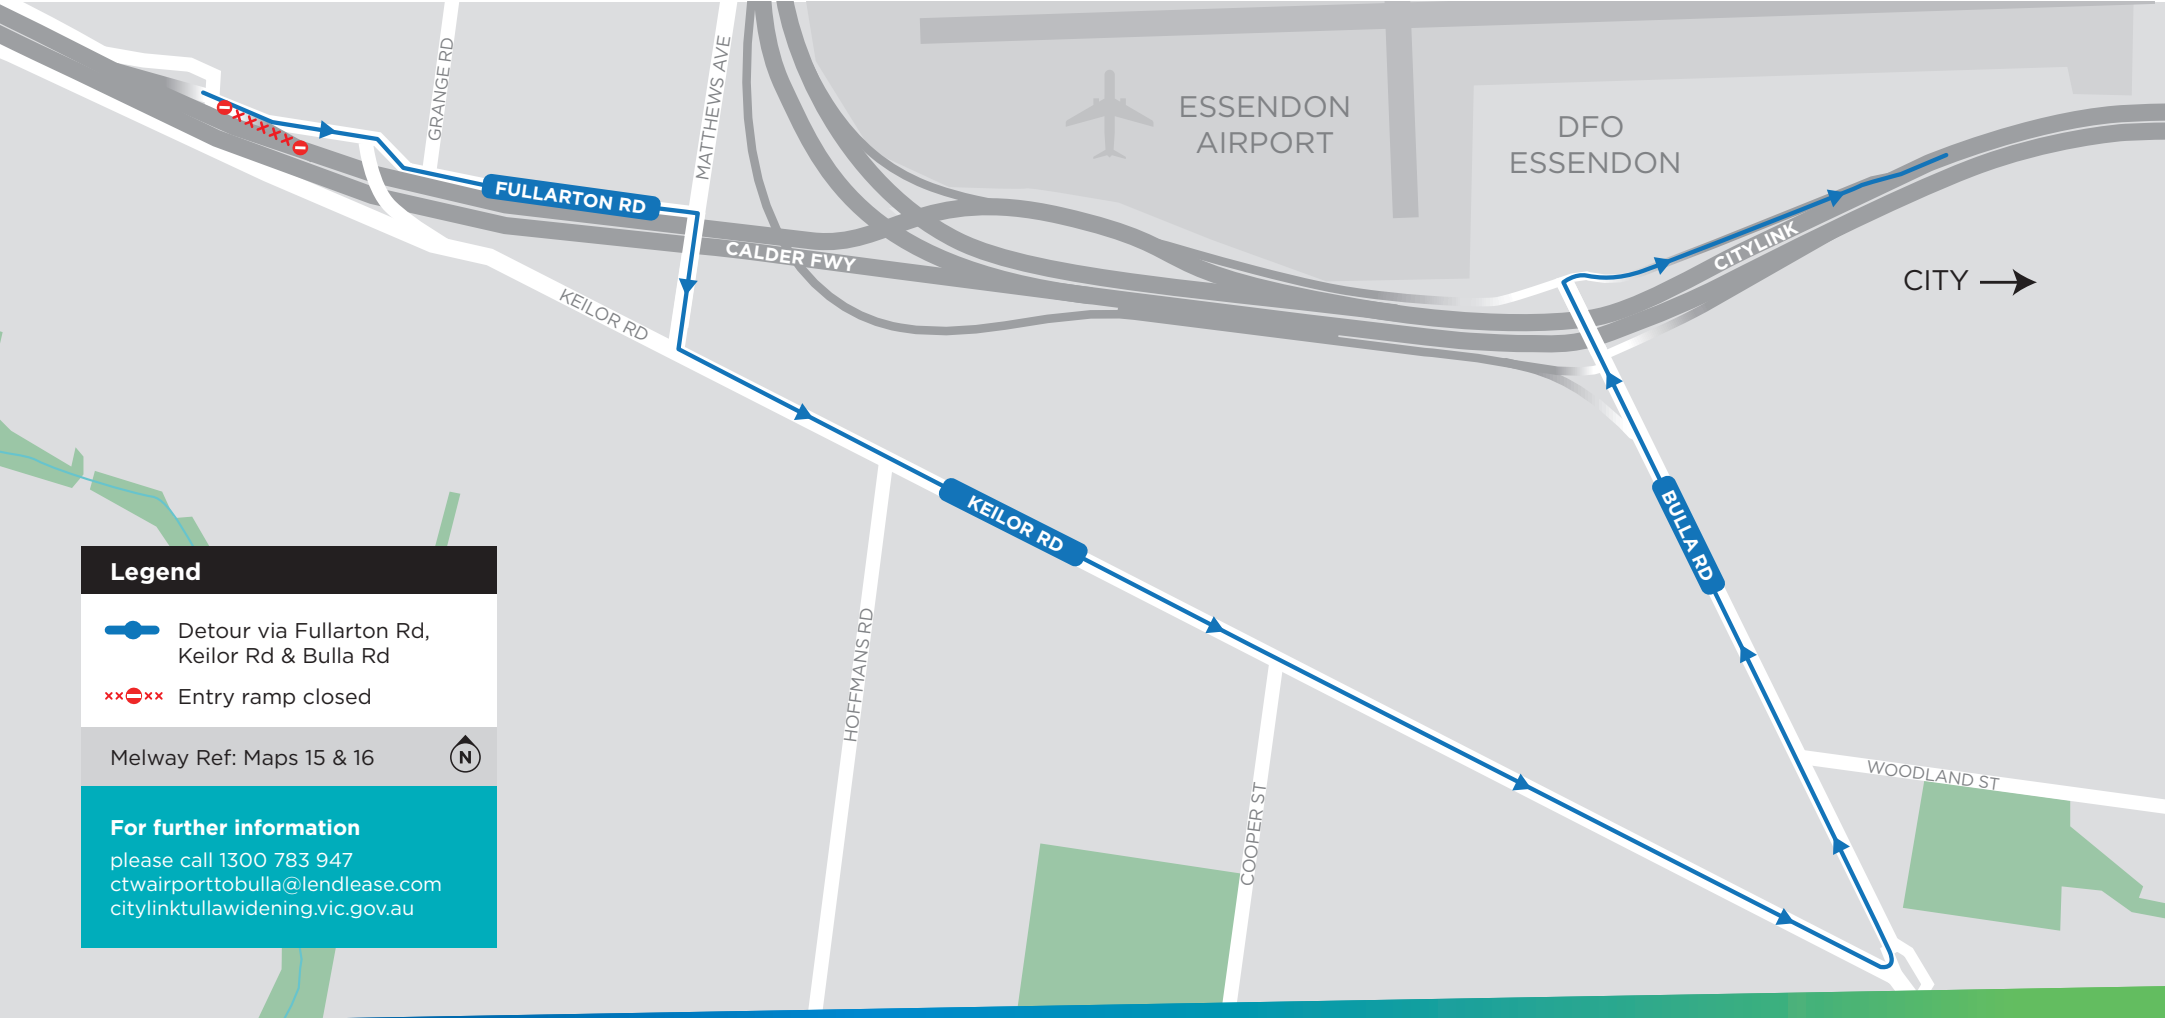 GRANGE RD
MATTHEWS AVE
ESSENDON
AIRPORT
DFO
ESSENDON
FULLARTON RD
CALDER FWY
CITYLINK
CITY
KEILOR RD
KEILOR RD
BULLA RD
HOFFMANS RD
COOPER ST
WOODLAND ST
Legend
Detour via Fullarton Rd,
Keilor Rd & Bulla Rd
Entry ramp closed
Melway Ref: Maps 15 & 16
N
For further information
please call 1300 783 947
ctwairporttobulla@lendlease.com
citylinktullawidening.vic.gov.au